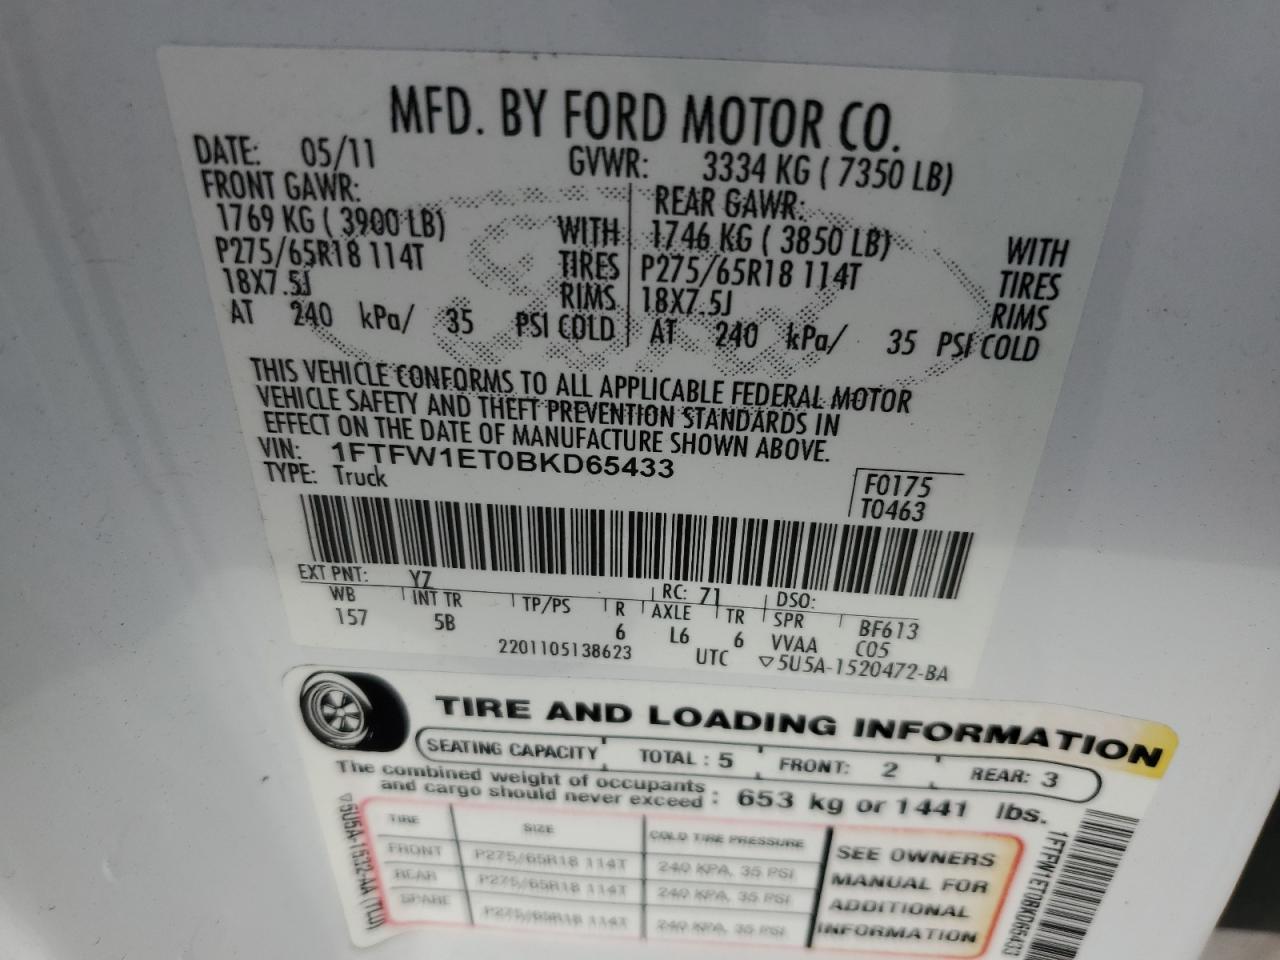 MFD. BY FORD MOTOR CO.
DATE: 05/11 GVWR: 3334 KG ( 7350 LB)
FRONT GAWR: REAR GAWR:
1769 KG ( 3900 LB) WITH 1746 KG ( 3850 LB) WITH
P275/65R18 114T TIRES P275/65R18 114T TIRES
18X7.5J RIMS 18X7.5J RIMS
AT 240 kPa/ 35 PSI COLD AT 240 kPa/ 35 PSI COLD
THIS VEHICLE CONFORMS TO ALL APPLICABLE FEDERAL MOTOR
VEHICLE SAFETY AND THEFT PREVENTION STANDARDS IN
EFFECT ON THE DATE OF MANUFACTURE SHOWN ABOVE.
VIN: 1FTFW1ET0BKD65433
TYPE: Truck
F0175
T0463
EXT PNT: YZ RC: 71 DSO:
WB INT TR TP/PS R AXLE TR SPR BF613
157 5B 6 L6 6 VVAA C05
2201105138623 UTC ▽5U5A-1520472-BA
TIRE AND LOADING INFORMATION
SEATING CAPACITY TOTAL : 5 FRONT: 2 REAR: 3
The combined weight of occupants
and cargo should never exceed : 653 kg or 1441 lbs.
TIRE SIZE COLD TIRE PRESSURE
FRONT P275/65R18 114T 240 KPA, 35 PSI
REAR P275/65R18 114T 240 KPA, 35 PSI
SPARE P275/65R18 114T 240 KPA, 35 PSI
SEE OWNERS
MANUAL FOR
ADDITIONAL
INFORMATION
▽5U5A-1532-AA (TLU)
1FTFW1ET0BKD65433